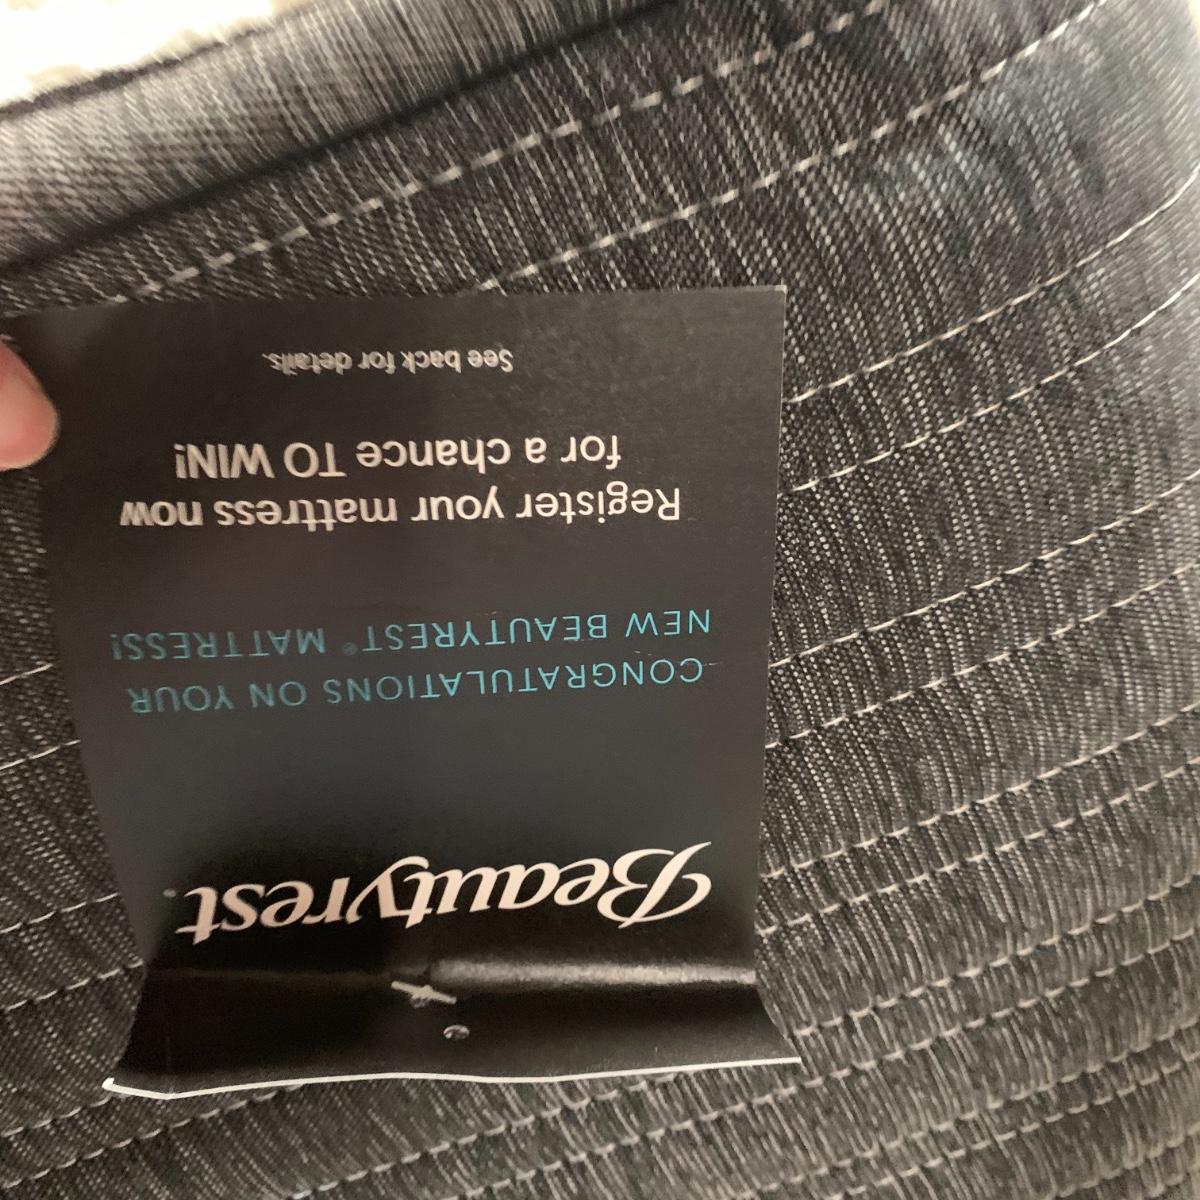 Beautyrest®
CONGRATULATIONS ON YOUR
NEW BEAUTYREST® MATTRESS!
Register your mattress now
for a chance TO WIN!
See back for details.